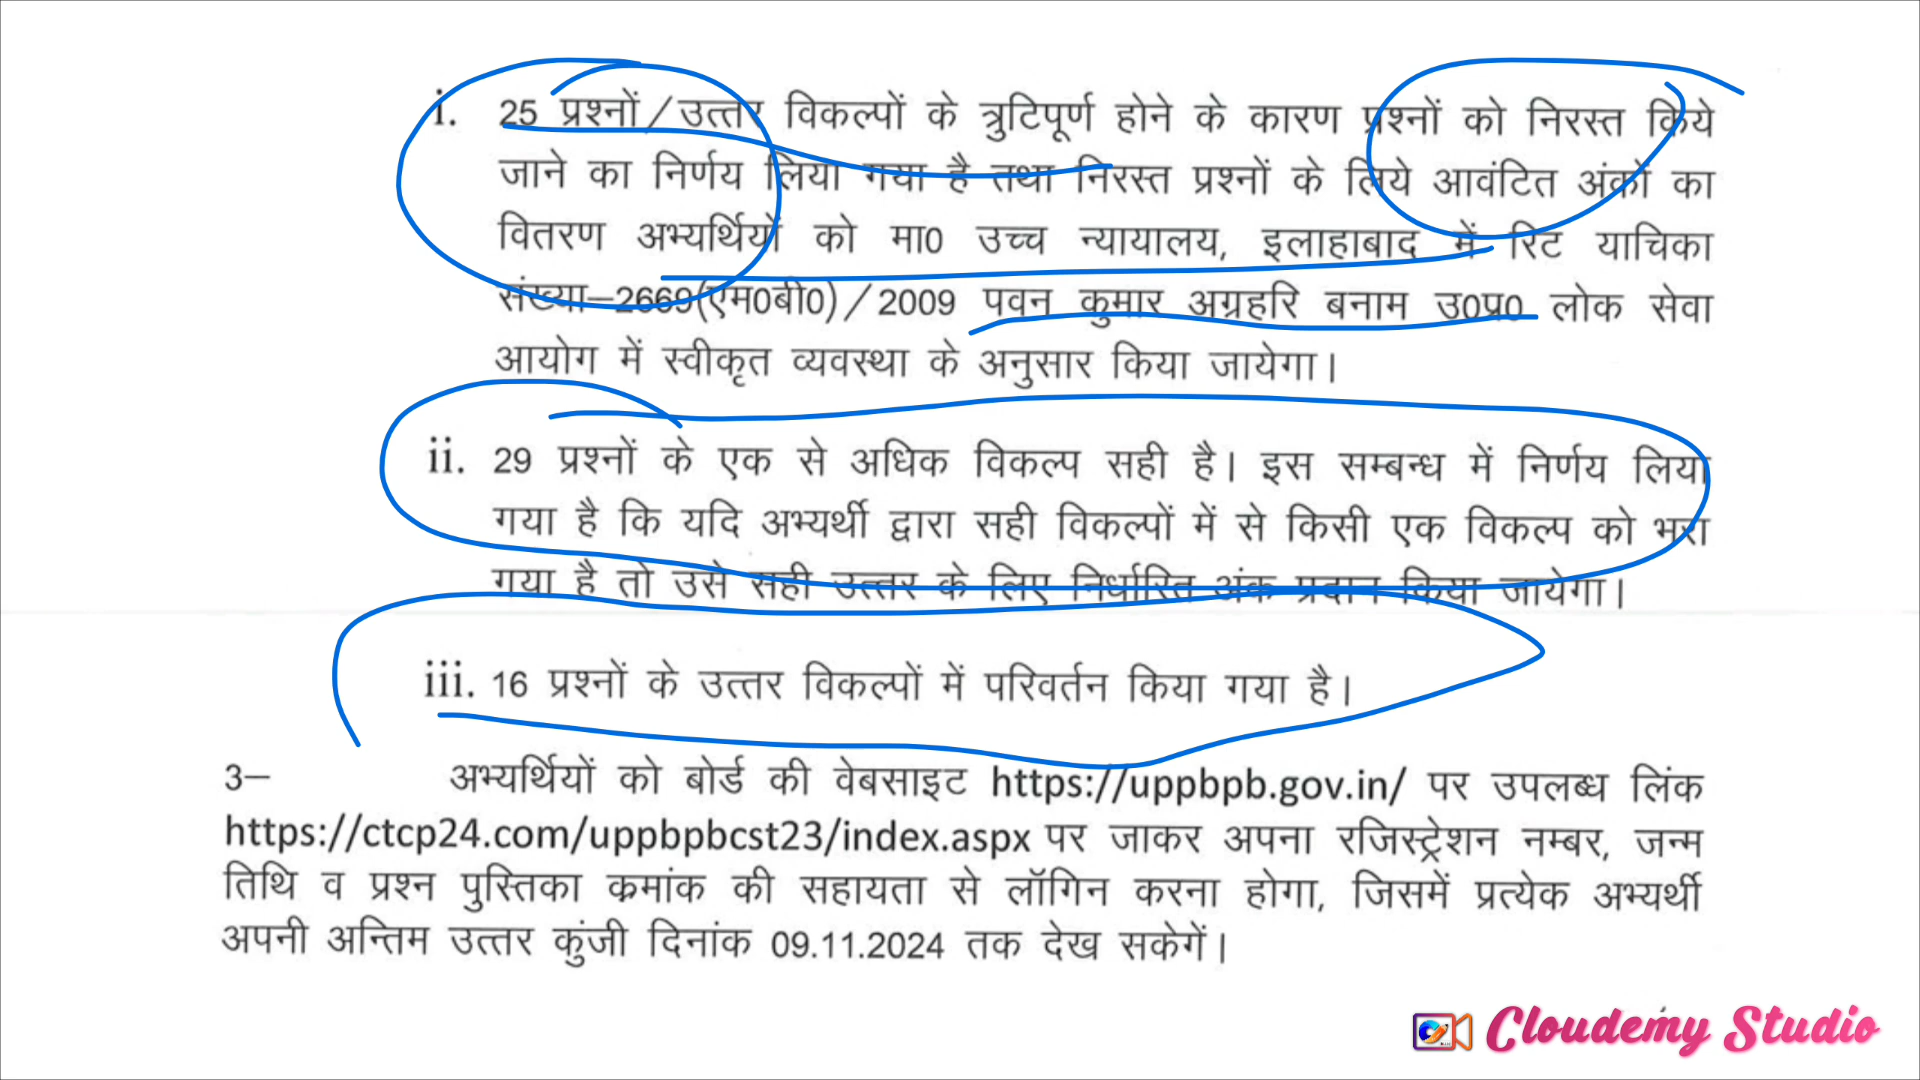 i. 25 प्रश्नों/उत्तर विकल्पों के त्रुटिपूर्ण होने के कारण प्रश्नों को निरस्त किये
जाने का निर्णय लिया गया है तथा निरस्त प्रश्नों के लिये आवंटित अंको का
वितरण अभ्यर्थियों को मा0 उच्च न्यायालय, इलाहाबाद में रिट याचिका
संख्या–2669(एम0बी0)/2009 पवन कुमार अग्रहरि बनाम उ0प्र0 लोक सेवा
आयोग में स्वीकृत व्यवस्था के अनुसार किया जायेगा।
ii. 29 प्रश्नों के एक से अधिक विकल्प सही है। इस सम्बन्ध में निर्णय लिया
गया है कि यदि अभ्यर्थी द्वारा सही विकल्पों में से किसी एक विकल्प को भरा
गया है तो उसे सही उत्तर के लिए निर्धारित अंक प्रदान किया जायेगा।
iii. 16 प्रश्नों के उत्तर विकल्पों में परिवर्तन किया गया है।
3– अभ्यर्थियों को बोर्ड की वेबसाइट https://uppbpb.gov.in/ पर उपलब्ध लिंक
https://ctcp24.com/uppbpbcst23/index.aspx पर जाकर अपना रजिस्ट्रेशन नम्बर, जन्म
तिथि व प्रश्न पुस्तिका क्रमांक की सहायता से लॉगिन करना होगा, जिसमें प्रत्येक अभ्यर्थी
अपनी अन्तिम उत्तर कुंजी दिनांक 09.11.2024 तक देख सकेगें।
Cloudemy Studio